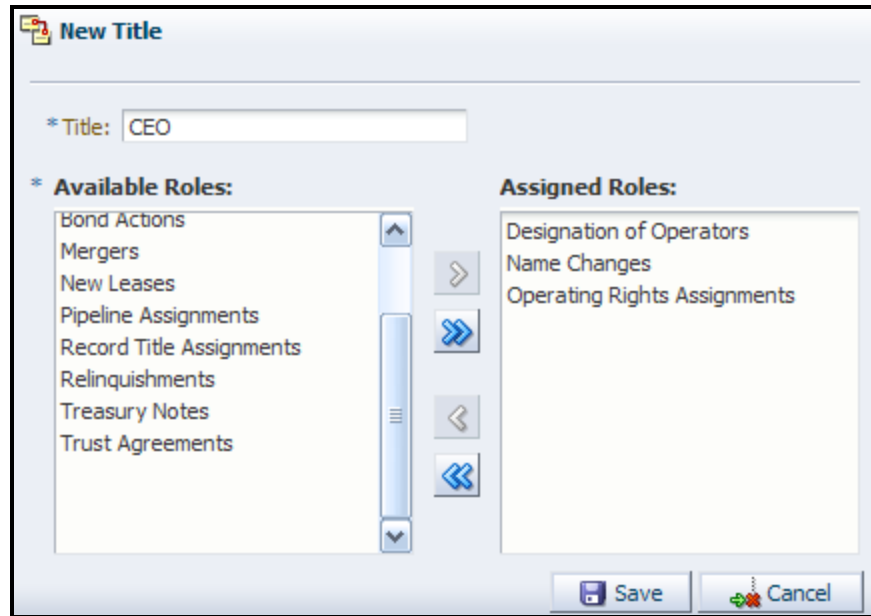 New Title
* Title: CEO
* Available Roles:
Bond Actions
Mergers
New Leases
Pipeline Assignments
Record Title Assignments
Relinquishments
Treasury Notes
Trust Agreements
Assigned Roles:
Designation of Operators
Name Changes
Operating Rights Assignments
Save
Cancel